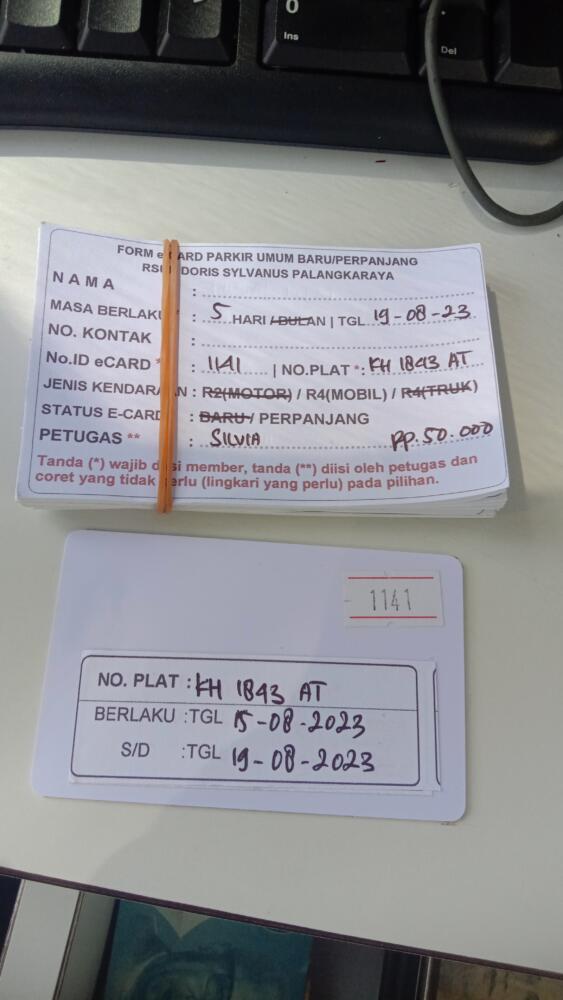 0
Ins
.
Del
FORM eCARD PARKIR UMUM BARU/PERPANJANG
RSUD DORIS SYLVANUS PALANGKARAYA
NAMA :
MASA BERLAKU : 5 HARI /BULAN | TGL 19-08-23
NO. KONTAK :
No.ID eCARD * : 1141 | NO.PLAT *: KH 1843 AT
JENIS KENDARAAN : R2(MOTOR) / R4(MOBIL) / R4(TRUK)
STATUS E-CARD : BARU / PERPANJANG
PETUGAS ** : SILVIA RP. 50.000
Tanda (*) wajib diisi member, tanda (**) diisi oleh petugas dan
coret yang tidak perlu (lingkari yang perlu) pada pilihan.
1141
NO. PLAT : KH 1843 AT
BERLAKU :TGL 15-08-2023
S/D :TGL 19-08-2023